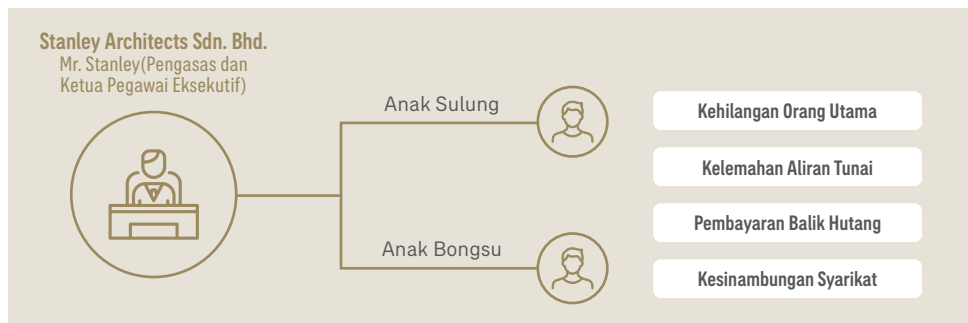 Stanley Architects Sdn. Bhd.
Mr. Stanley(Pengasas dan
Ketua Pegawai Eksekutif)
Anak Sulung
Anak Bongsu
Kehilangan Orang Utama
Kelemahan Aliran Tunai
Pembayaran Balik Hutang
Kesinambungan Syarikat